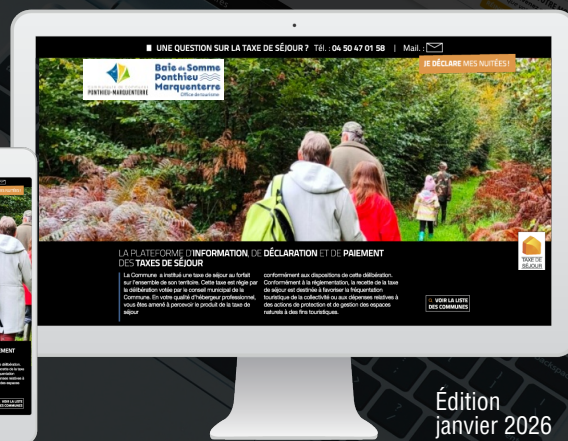 UNE QUESTION SUR LA TAXE DE SÉJOUR ? Tél. : 04 50 47 01 58 | Mail. :
JE DÉCLARE MES NUITÉES !
PONTHIEU-MARQUENTERRE
Baie de Somme
Ponthieu
Marquenterre
Office de tourisme
LA PLATEFORME D'INFORMATION, DE DÉCLARATION ET DE PAIEMENT
DES TAXES DE SÉJOUR
La Commune a institué une taxe de séjour au forfait
sur l'ensemble de son territoire. Cette taxe est régie par
la délibération votée par le conseil municipal de la
Commune. En votre qualité d'hébergeur professionnel,
vous êtes amené à percevoir le produit de la taxe de
séjour
conformément aux dispositions de cette délibération.
Conformément à la réglementation, la recette de la taxe
de séjour est destinée à favoriser la fréquentation
touristique de la collectivité ou aux dépenses relatives à
des actions de protection et de gestion des espaces
naturels à des fins touristiques.
TAXE DE
SÉJOUR
VOIR LA LISTE
DES COMMUNES
Édition
janvier 2026